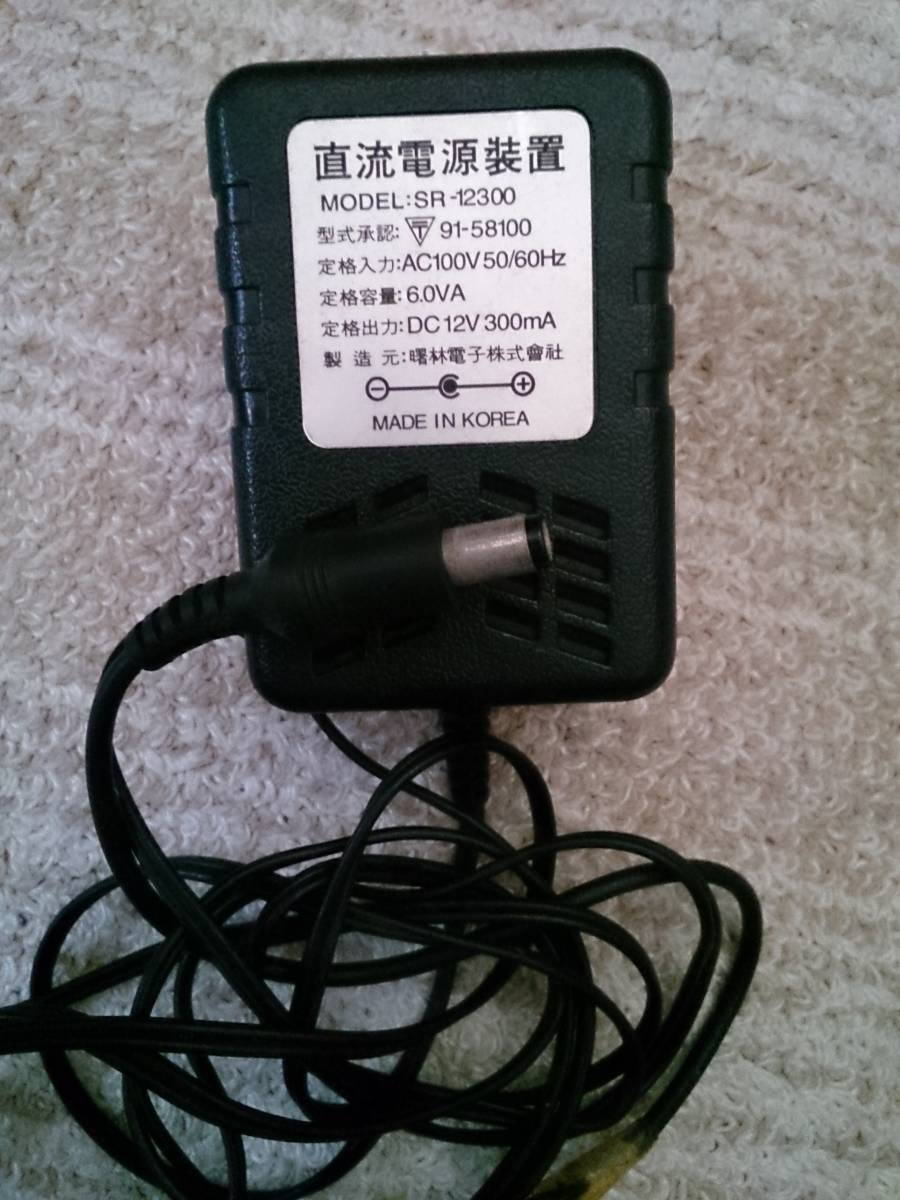 直流電源装置
MODEL:SR-12300
型式承認: 〒 91-58100
定格入力:AC100V 50/60Hz
定格容量:6.0VA
定格出力:DC 12V 300mA
製造元:曙林電子株式會社
MADE IN KOREA